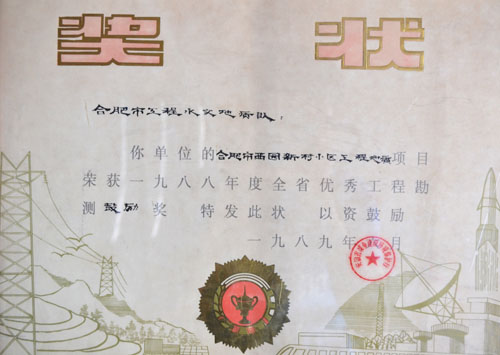 奖状
合肥市工程水文地质队：
你单位的合肥市西园新村小区工程地质项目
荣获一九八八年度全省优秀工程勘
测鼓励奖 特发此状 以资鼓励
一九八九年 月